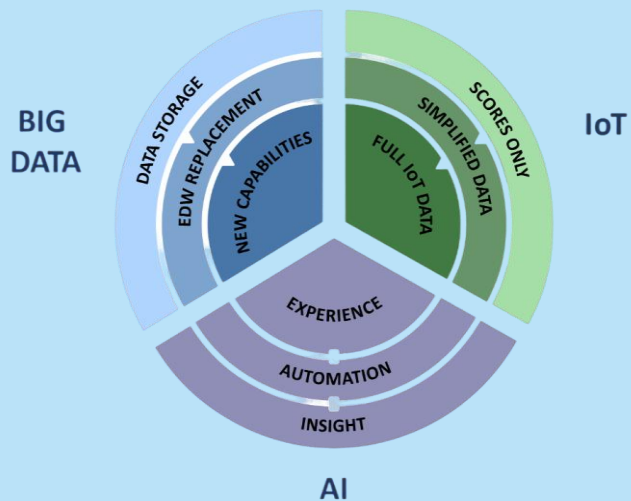 BIG
DATA
DATA STORAGE
EDW REPLACEMENT
NEW CAPABILITIES
IoT
SCORES ONLY
SIMPLIFIED DATA
FULL IoT DATA
EXPERIENCE
AUTOMATION
INSIGHT
AI